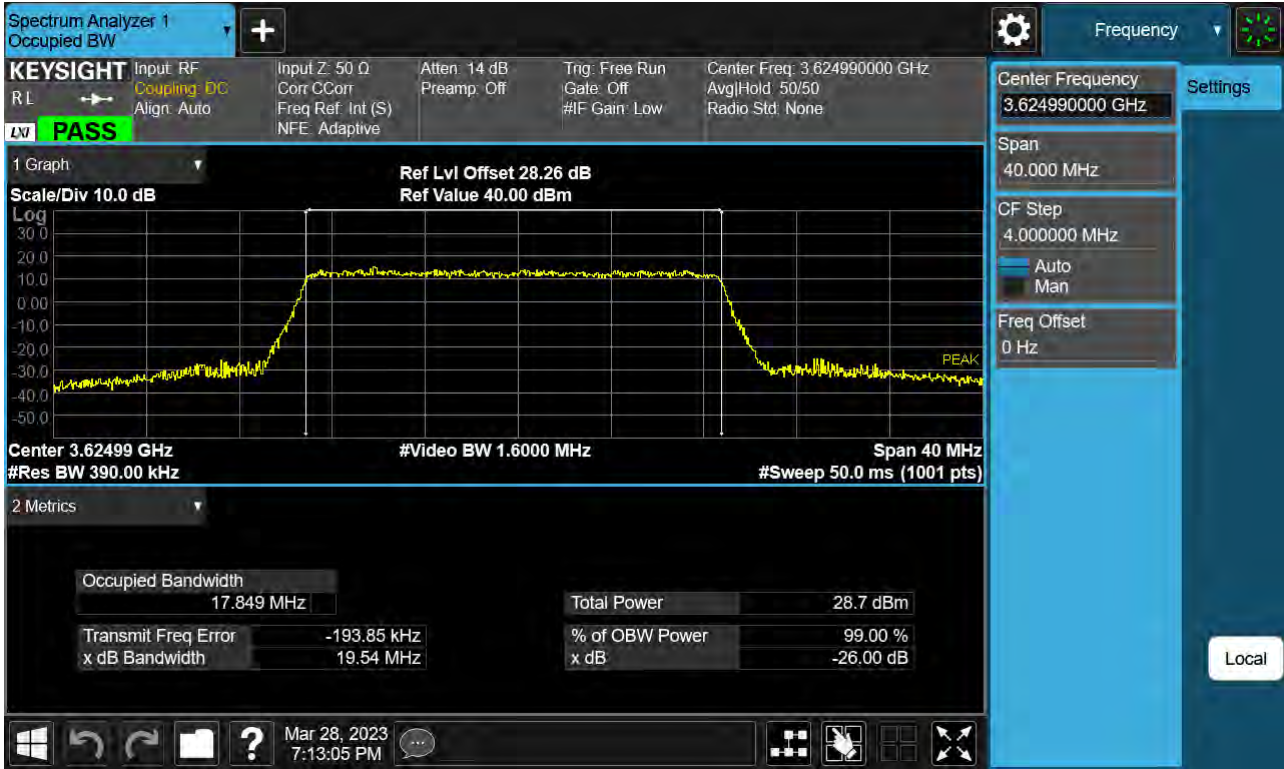 Spectrum Analyzer 1
Occupied BW
Frequency
KEYSIGHT
RL
LXI
PASS
Input: RF
Coupling: DC
Align: Auto
Input Z: 50 Ω
Corr CCorr
Freq Ref: Int (S)
NFE: Adaptive
Atten: 14 dB
Preamp: Off
Trig: Free Run
Gate: Off
#IF Gain: Low
Center Freq: 3.624990000 GHz
Avg|Hold: 50/50
Radio Std: None
1 Graph
Scale/Div 10.0 dB
Ref Lvl Offset 28.26 dB
Ref Value 40.00 dBm
Log
30.0
20.0
10.0
0.00
-10.0
-20.0
-30.0
-40.0
-50.0
PEAK
Center 3.62499 GHz
#Video BW 1.6000 MHz
Span 40 MHz
#Res BW 390.00 kHz
#Sweep 50.0 ms (1001 pts)
2 Metrics
Occupied Bandwidth
17.849 MHz
Total Power 28.7 dBm
Transmit Freq Error -193.85 kHz
% of OBW Power 99.00 %
x dB Bandwidth 19.54 MHz
x dB -26.00 dB
Center Frequency
3.624990000 GHz
Settings
Span
40.000 MHz
CF Step
4.000000 MHz
Auto
Man
Freq Offset
0 Hz
Local
?
Mar 28, 2023
7:13:05 PM